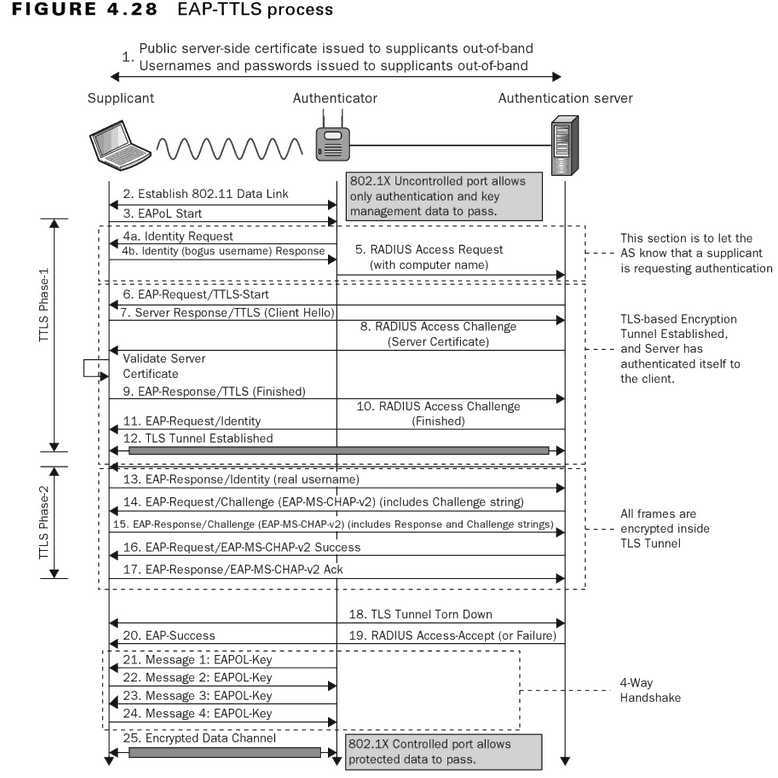 FIGURE 4.28 EAP-TTLS process
1. Public server-side certificate issued to supplicants out-of-band
Usernames and passwords issued to supplicants out-of-band
Supplicant
Authenticator
Authentication server
802.1X Uncontrolled port allows
only authentication and key
management data to pass.
2. Establish 802.11 Data Link
3. EAPoL Start
TTLS Phase-1
4a. Identity Request
4b. Identity (bogus username) Response
5. RADIUS Access Request
(with computer name)
This section is to let the
AS know that a supplicant
is requesting authentication
6. EAP-Request/TTLS-Start
7. Server Response/TTLS (Client Hello)
8. RADIUS Access Challenge
(Server Certificate)
TLS-based Encryption
Tunnel Established,
and Server has
authenticated itself to
the client.
Validate Server
Certificate
9. EAP-Response/TTLS (Finished)
10. RADIUS Access Challenge
(Finished)
11. EAP-Request/Identity
12. TLS Tunnel Established
TTLS Phase-2
13. EAP-Response/Identity (real username)
14. EAP-Request/Challenge (EAP-MS-CHAP-v2) (includes Challenge string)
15. EAP-Response/Challenge (EAP-MS-CHAP-v2) (includes Response and Challenge strings)
16. EAP-Request/EAP-MS-CHAP-v2 Success
17. EAP-Response/EAP-MS-CHAP-v2 Ack
All frames are
encrypted inside
TLS Tunnel
18. TLS Tunnel Torn Down
20. EAP-Success
19. RADIUS Access-Accept (or Failure)
21. Message 1: EAPOL-Key
22. Message 2: EAPOL-Key
23. Message 3: EAPOL-Key
24. Message 4: EAPOL-Key
4-Way
Handshake
25. Encrypted Data Channel
802.1X Controlled port allows
protected data to pass.